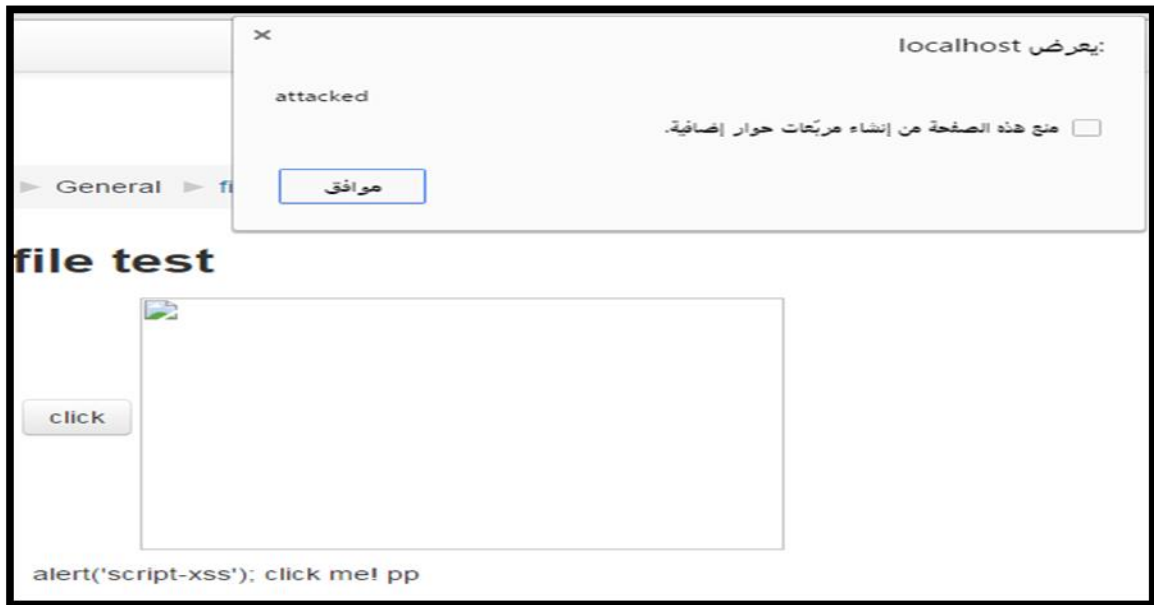 localhost يعرض:
attacked
منع هذه الصفحة من إنشاء مربّعات حوار إضافية.
موافق
General fi
file test
click
alert('script-xss'); click me! pp